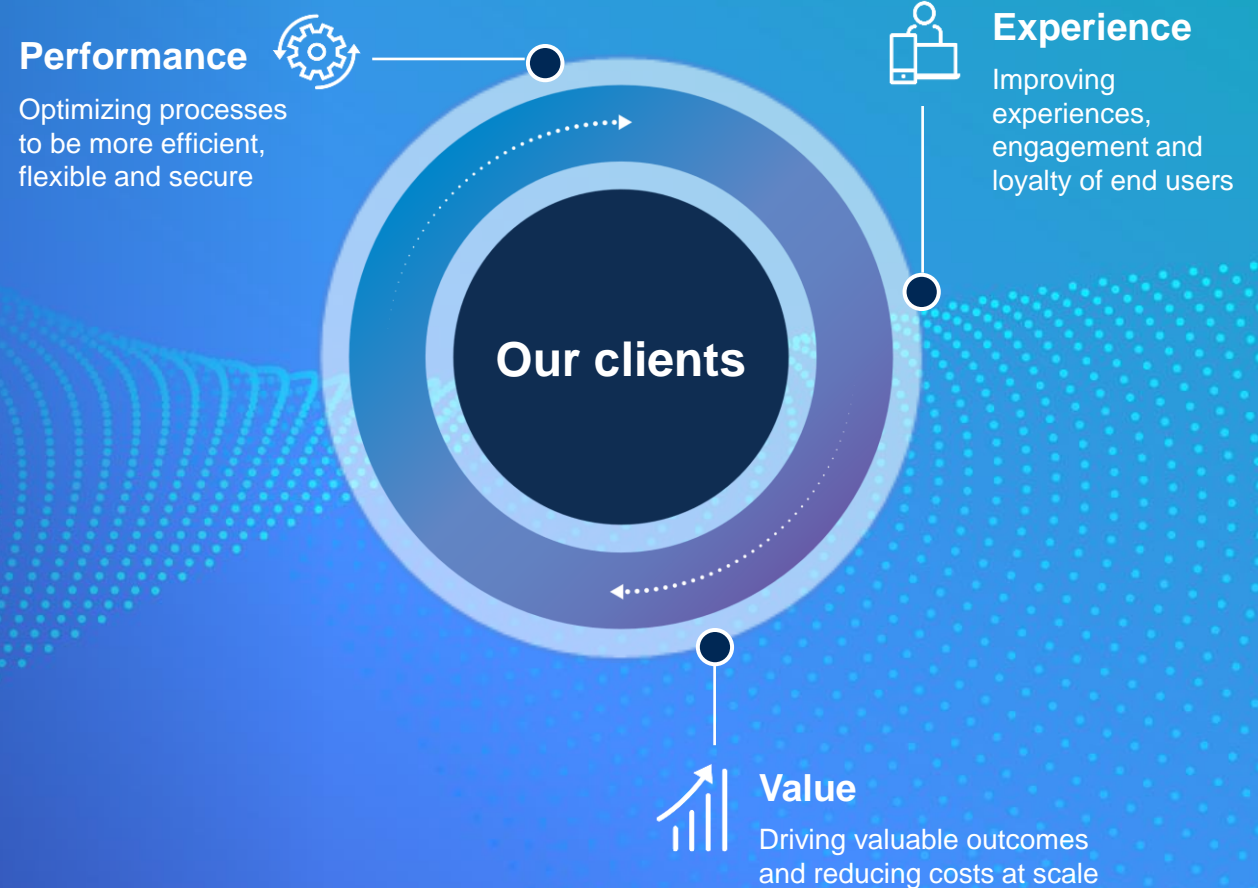 Performance
Optimizing processes
to be more efficient,
flexible and secure
Experience
Improving
experiences,
engagement and
loyalty of end users
Our clients
Value
Driving valuable outcomes
and reducing costs at scale